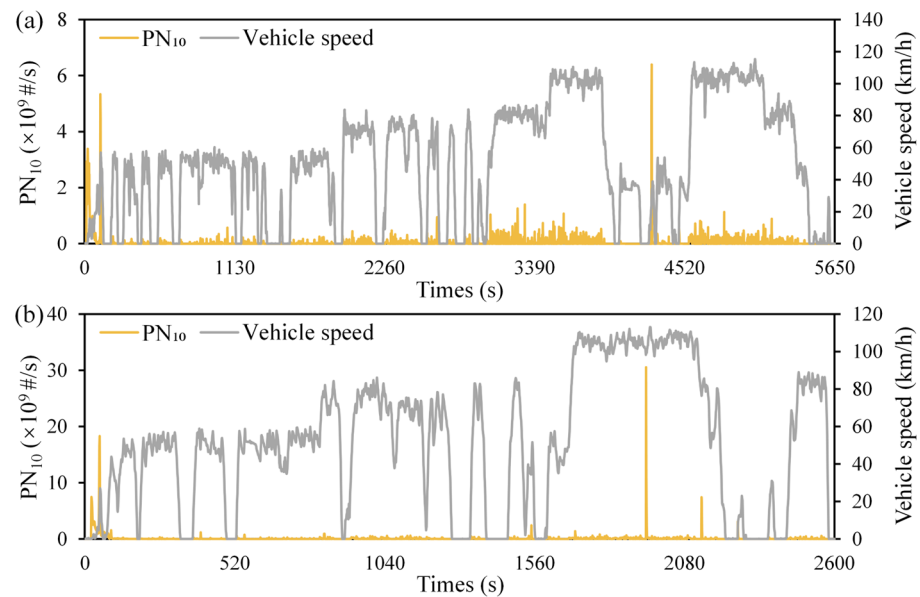 (a)
PN₁₀ Vehicle speed
8
6
4
2
0
PN₁₀ (×10⁹ #/s)
140
120
100
80
60
40
20
0
Vehicle speed (km/h)
0 1130 2260 3390 4520 5650
Times (s)
(b)
PN₁₀ Vehicle speed
40
30
20
10
0
PN₁₀ (×10⁹ #/s)
120
100
80
60
40
20
0
Vehicle speed (km/h)
0 520 1040 1560 2080 2600
Times (s)